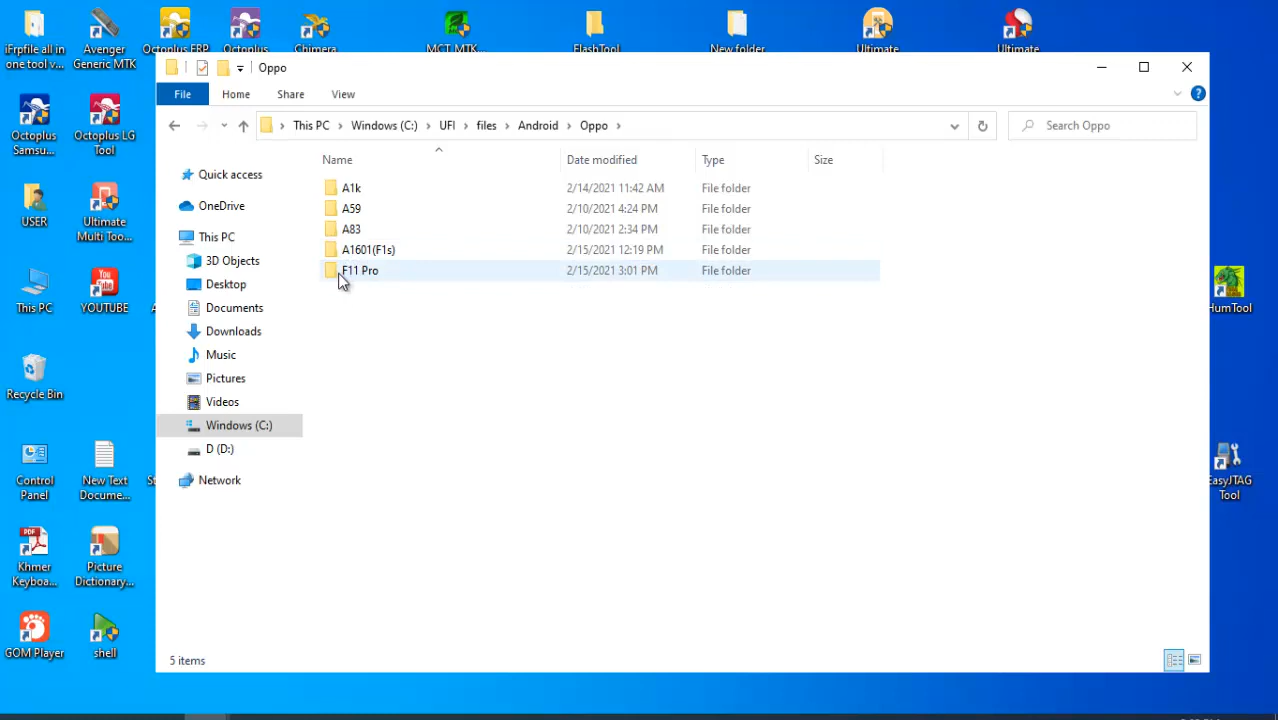 iFrpfile all in one tool v...
Avenger Generic MTK
Octoplus FRP
Octoplus
Chimera
MCT MTK...
FlashTool
New folder
Ultimate
Ultimate
Oppo
File
Home
Share
View
This PC
Windows (C:)
UFI
files
Android
Oppo
Search Oppo
Name
Date modified
Type
Size
A1k
2/14/2021 11:42 AM
File folder
A59
2/10/2021 4:24 PM
File folder
A83
2/10/2021 2:34 PM
File folder
A1601(F1s)
2/15/2021 12:19 PM
File folder
F11 Pro
2/15/2021 3:01 PM
File folder
Quick access
OneDrive
This PC
3D Objects
Desktop
Documents
Downloads
Music
Pictures
Videos
Windows (C:)
D (D:)
Network
5 items
Octoplus Samsu...
Octoplus LG Tool
USER
Ultimate Multi Too...
This PC
YOUTUBE
Recycle Bin
Control Panel
New Text Docume...
Khmer Keyboa...
Picture Dictionary...
GOM Player
shell
HumTool
EasyJTAG Tool